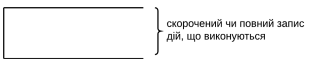 скорочений чи повний запис
дій, що виконуються